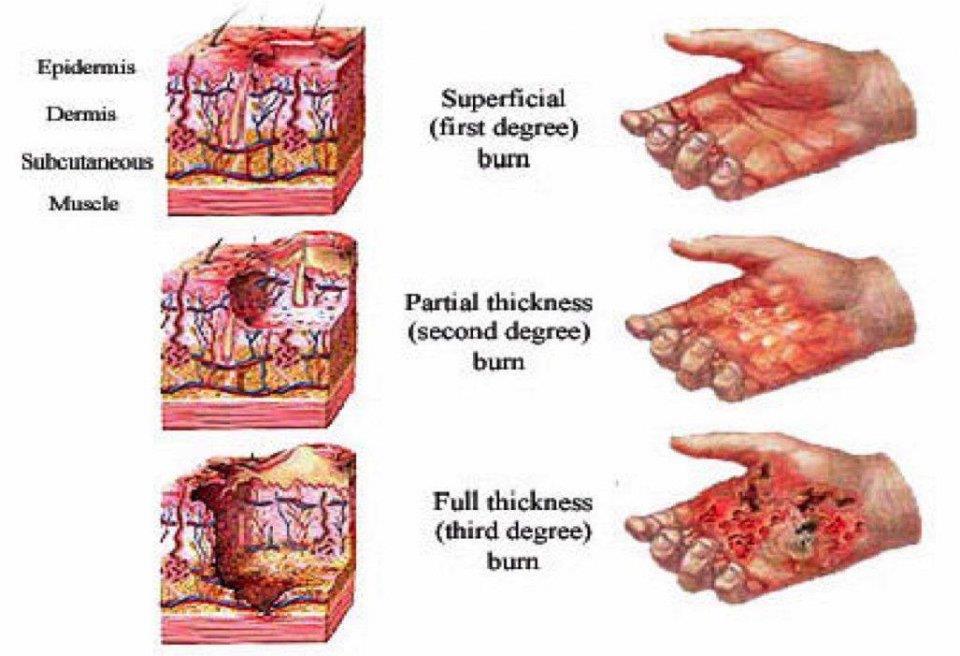 Epidermis
Dermis
Subcutaneous
Muscle
Superficial
(first degree)
burn
Partial thickness
(second degree)
burn
Full thickness
(third degree)
burn